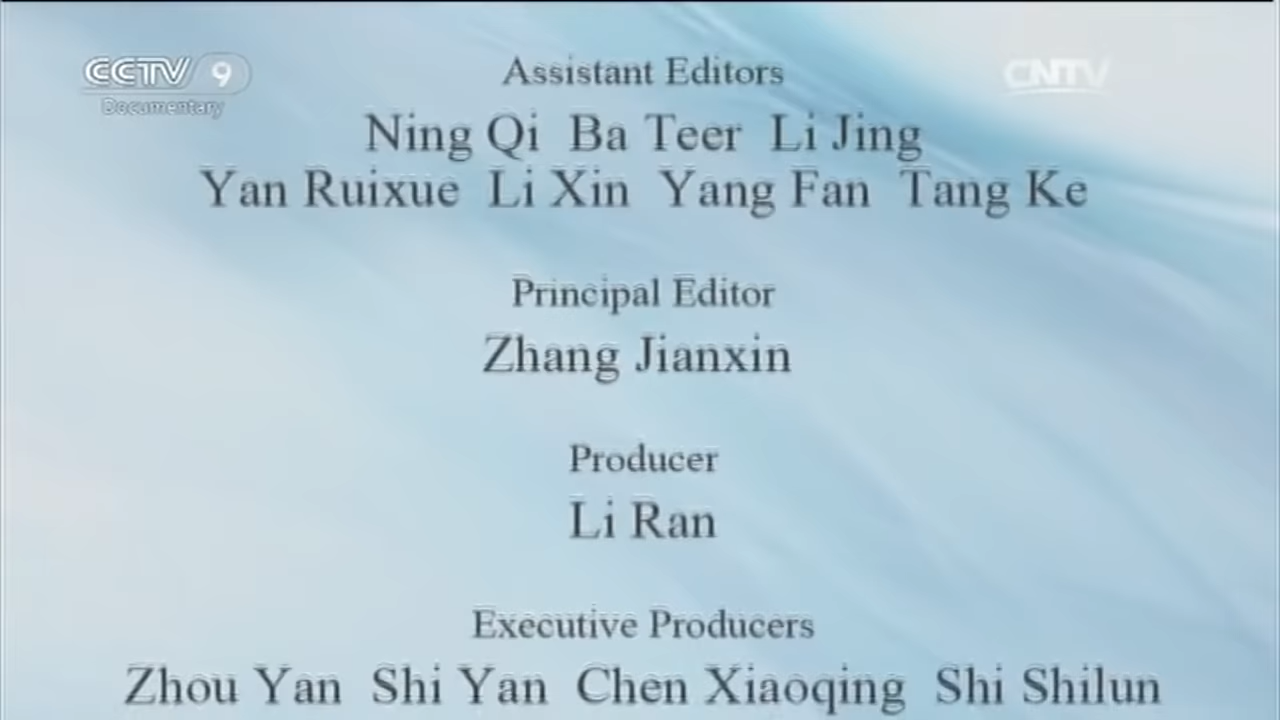 CCTV 9
Documentary
CNTV
Assistant Editors
Ning Qi Ba Teer Li Jing
Yan Ruixue Li Xin Yang Fan Tang Ke
Principal Editor
Zhang Jianxin
Producer
Li Ran
Executive Producers
Zhou Yan Shi Yan Chen Xiaoqing Shi Shilun